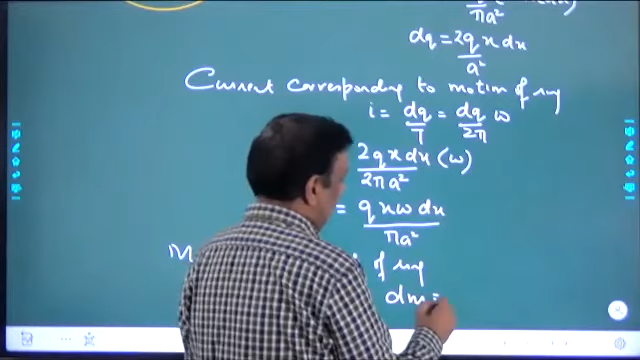 πa²
dq = 2q x dx
a²
Current corresponding to motion of ring
i = dq/T = dq/2π ω
2q x dx (ω)
2πa²
= q x ω dx
πa²
of ring
dm =